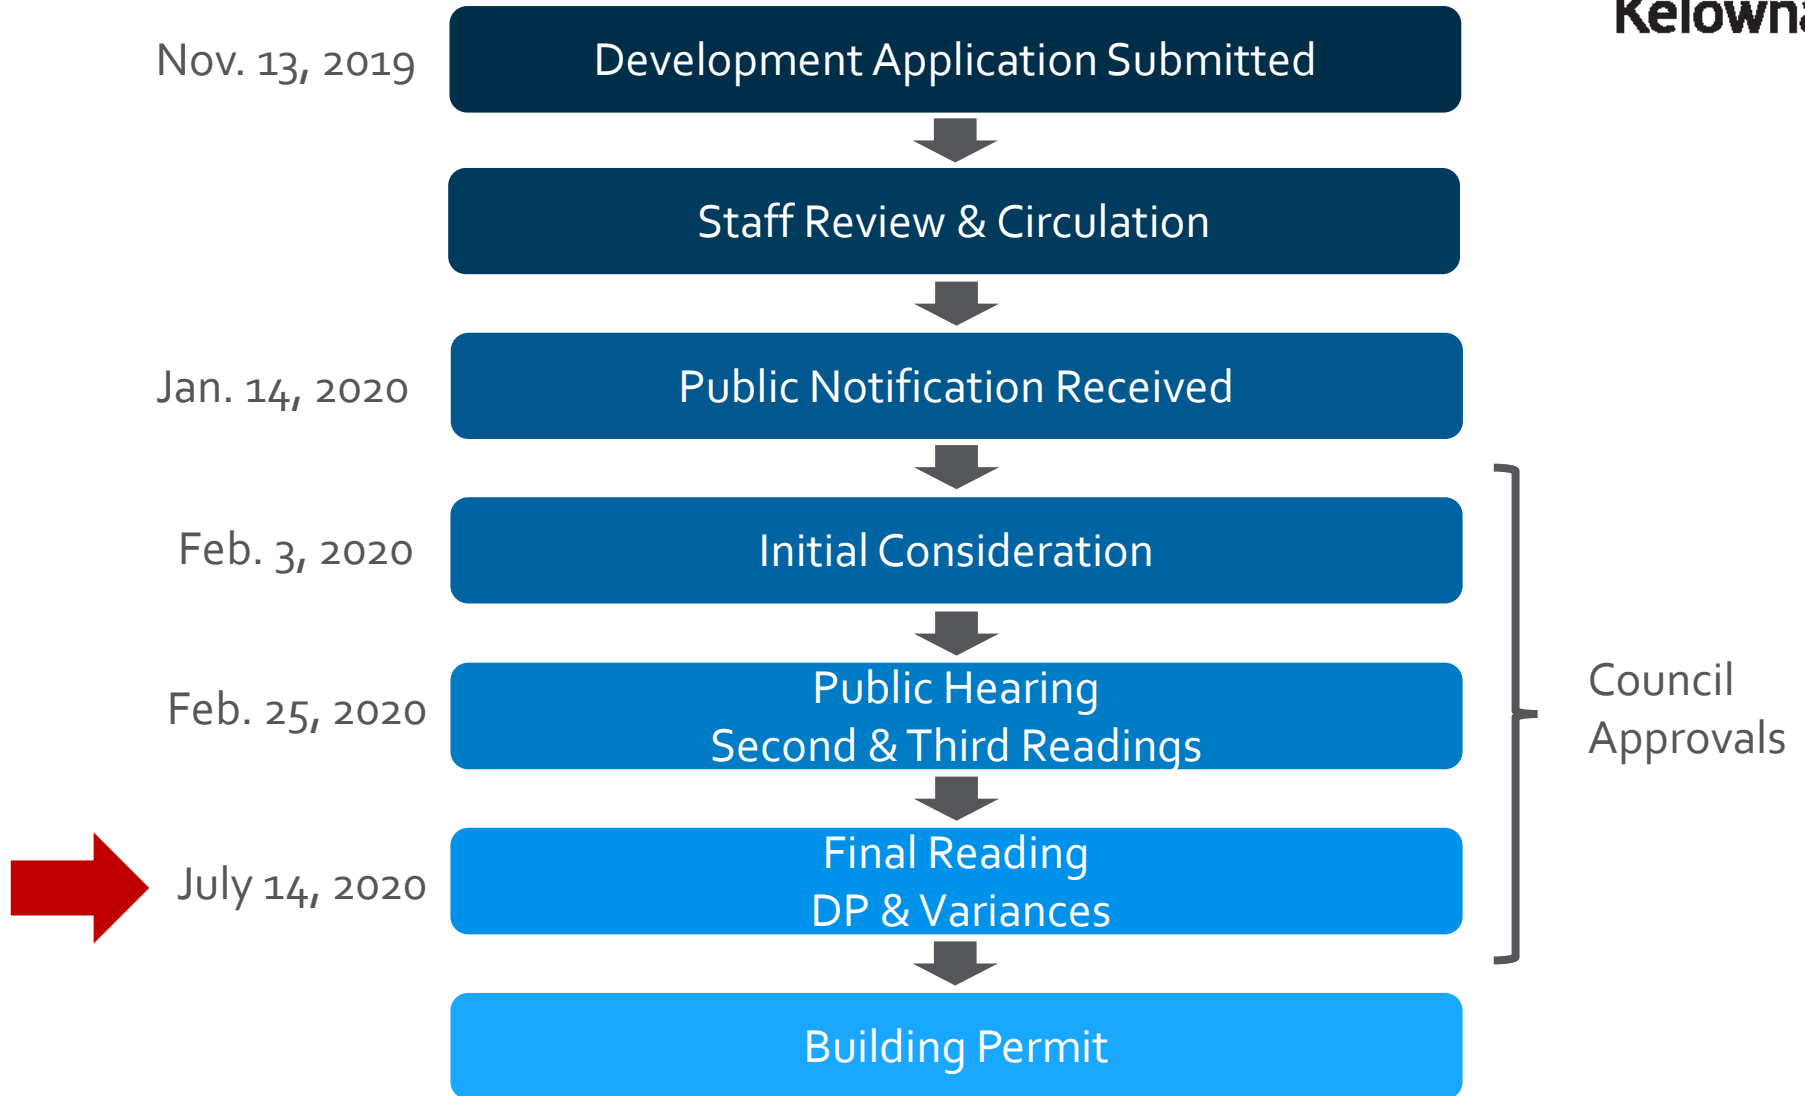 Kelowna
Nov. 13, 2019
Development Application Submitted
Staff Review & Circulation
Jan. 14, 2020
Public Notification Received
Feb. 3, 2020
Initial Consideration
Feb. 25, 2020
Public Hearing
Second & Third Readings
Council
Approvals
July 14, 2020
Final Reading
DP & Variances
Building Permit